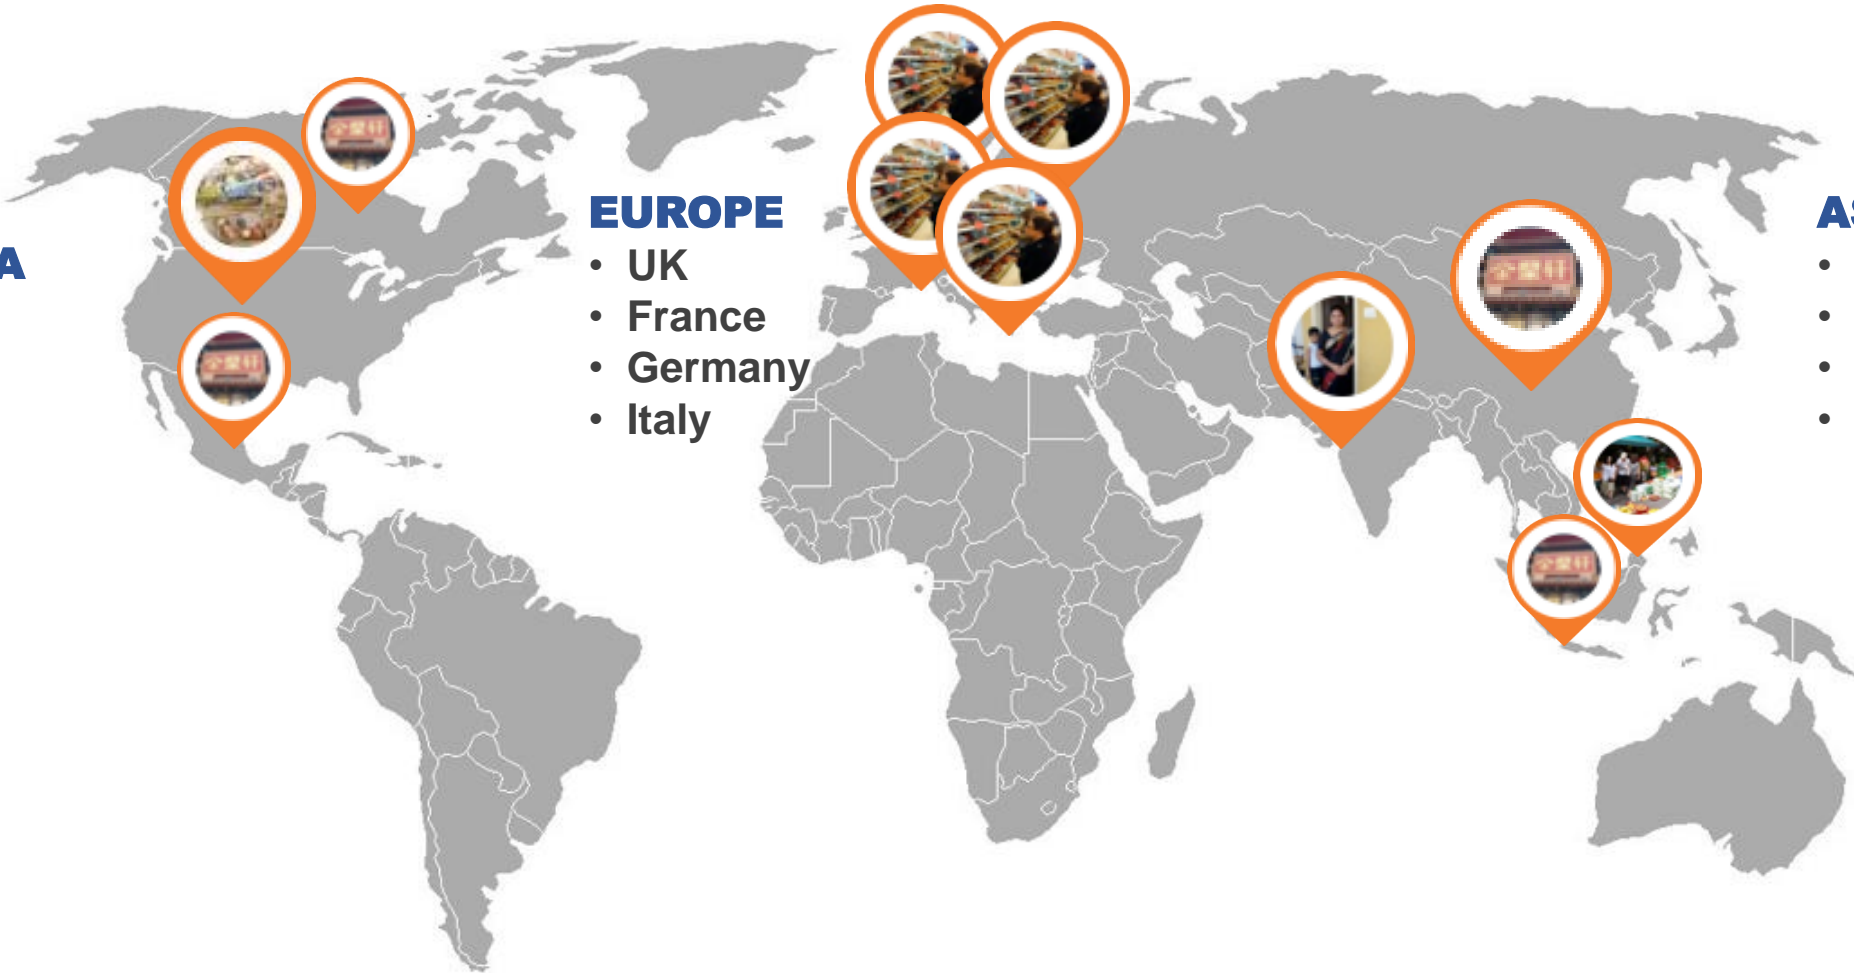 A
EUROPE
• UK
• France
• Germany
• Italy
AS
•
•
•
•